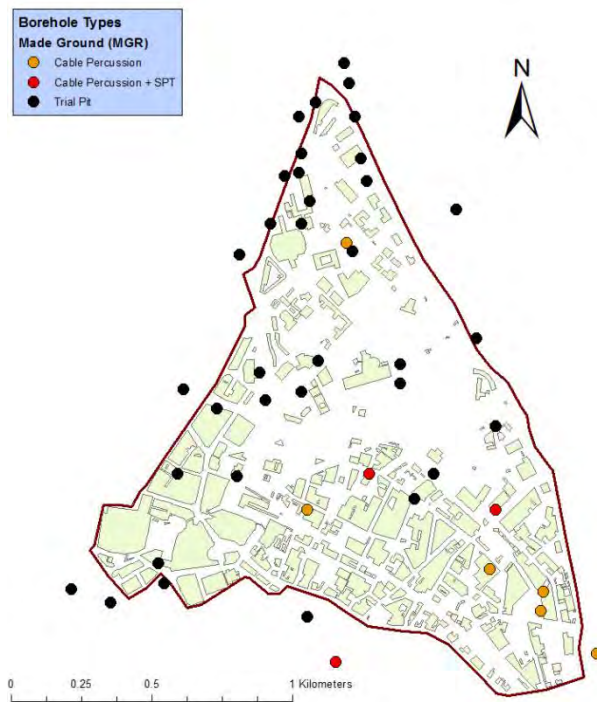 Borehole Types
Made Ground (MGR)
Cable Percussion
Cable Percussion + SPT
Trial Pit
N
0 0.25 0.5 1 Kilometers